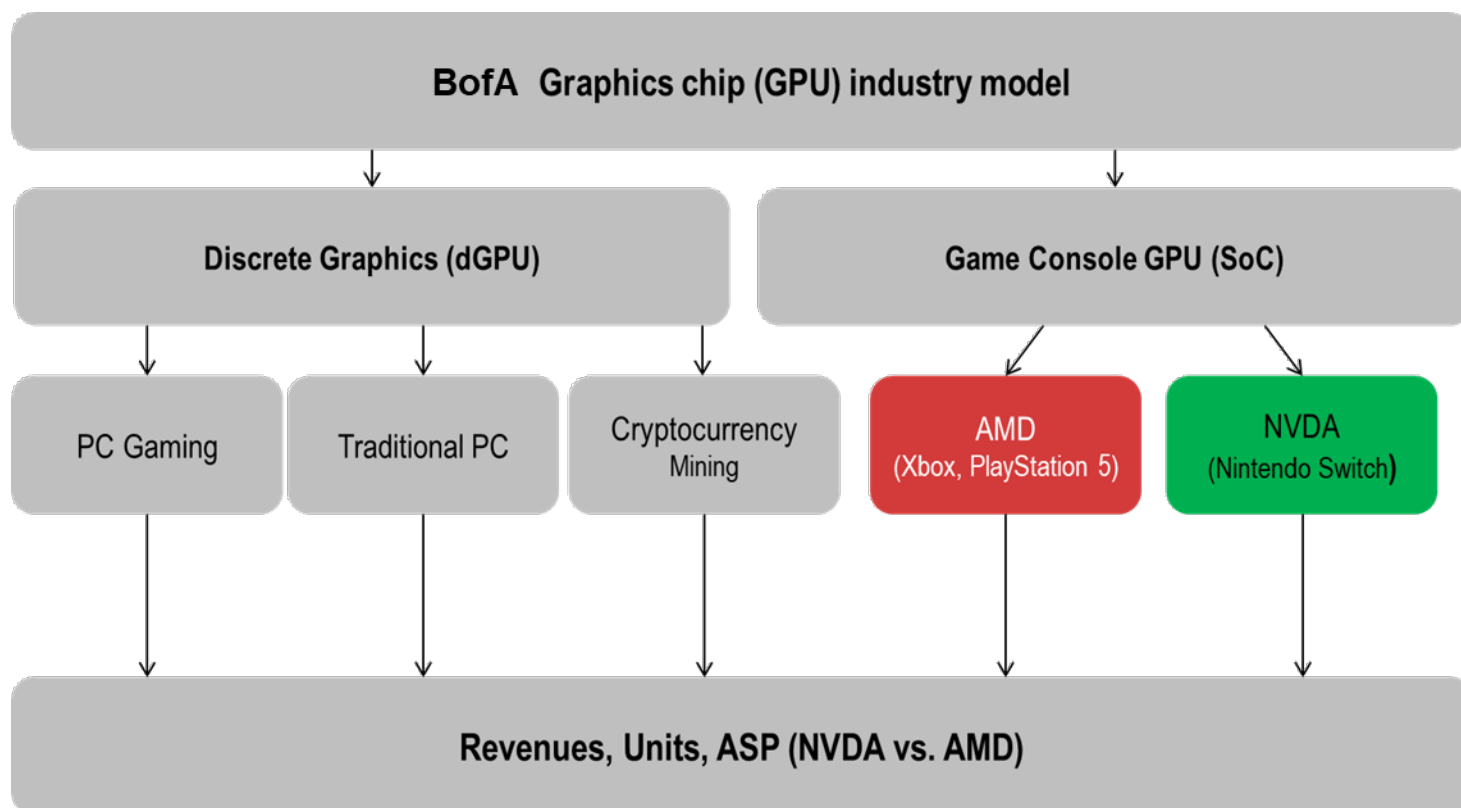 BofA Graphics chip (GPU) industry model
Discrete Graphics (dGPU)
Game Console GPU (SoC)
PC Gaming
Traditional PC
Cryptocurrency
Mining
AMD
(Xbox, PlayStation 5)
NVDA
(Nintendo Switch)
Revenues, Units, ASP (NVDA vs. AMD)